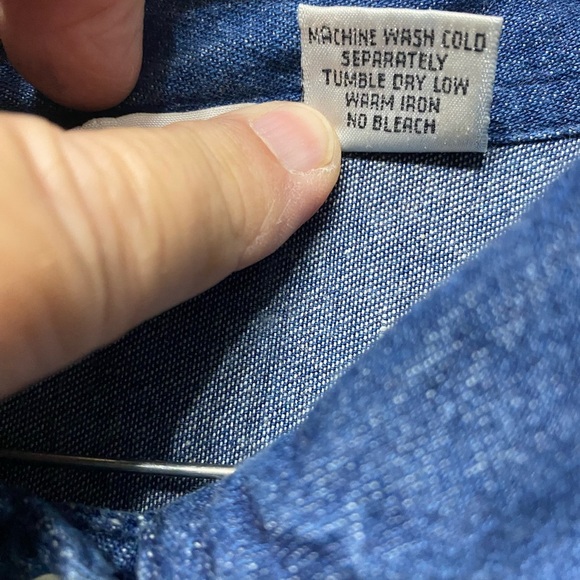 MACHINE WASH COLD
SEPARATELY
TUMBLE DRY LOW
WARM IRON
NO BLEACH